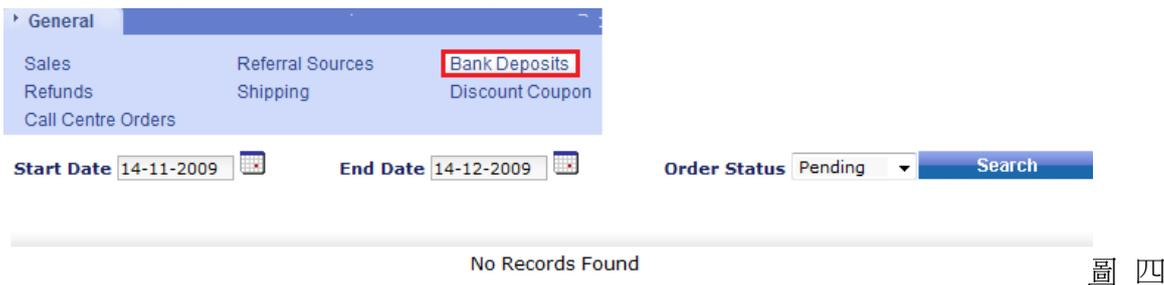 General
Sales Referral Sources Bank Deposits
Refunds Shipping Discount Coupon
Call Centre Orders
Start Date 14-11-2009 End Date 14-12-2009 Order Status Pending Search
No Records Found
圖 四